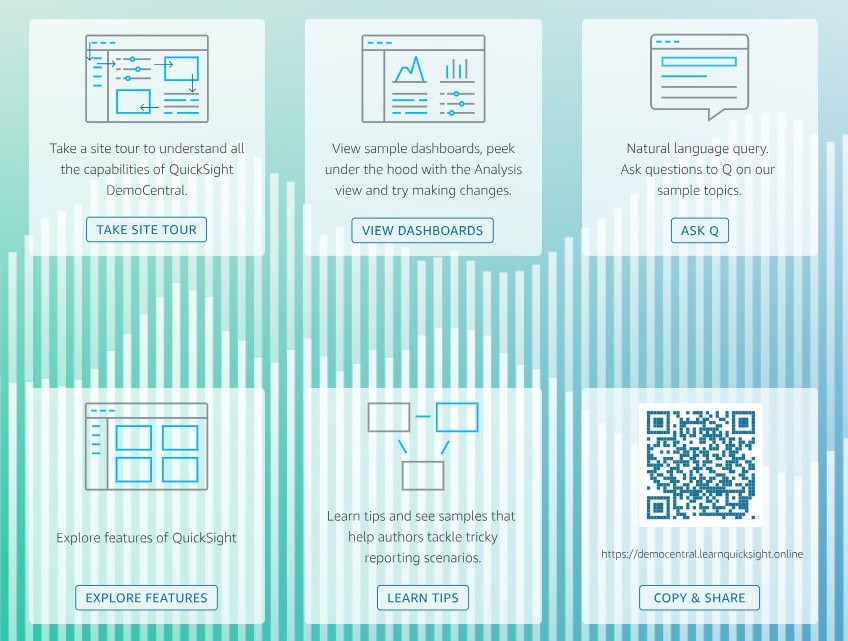 Take a site tour to understand all
the capabilities of QuickSight
DemoCentral.
TAKE SITE TOUR
View sample dashboards, peek
under the hood with the Analysis
view and try making changes.
VIEW DASHBOARDS
Natural language query.
Ask questions to Q on our
sample topics.
ASK Q
Explore features of QuickSight
EXPLORE FEATURES
Learn tips and see samples that
help authors tackle tricky
reporting scenarios.
LEARN TIPS
https://democentral.learnquicksight.online
COPY & SHARE